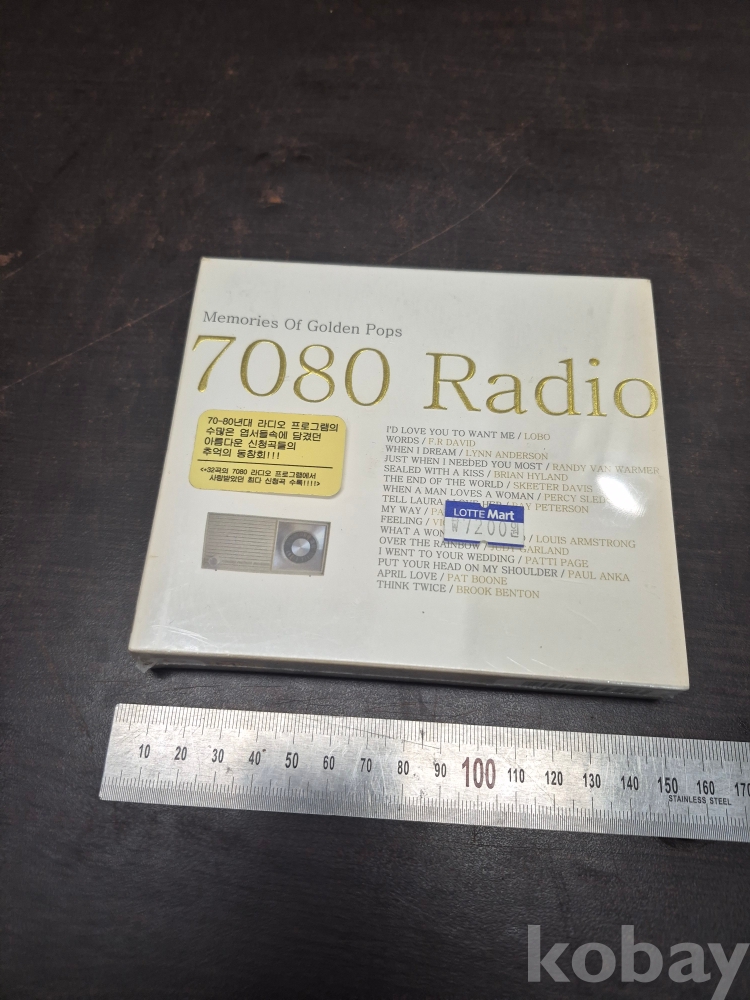 Memories Of Golden Pops
7080 Radio
70-80년대 라디오 프로그램의
수많은 엽서들속에 담겼던
아름다운 신청곡들의
추억의 동창회!!!
<*32곡의 7080 라디오 프로그램에서
사랑받았던 최다 신청곡 수록!!!!>
I'D LOVE YOU TO WANT ME / LOBO
WORDS / F.R DAVID
WHEN I DREAM / LYNN ANDERSON
JUST WHEN I NEEDED YOU MOST / RANDY VAN WARMER
SEALED WITH A KISS / BRIAN HYLAND
THE END OF THE WORLD / SKEETER DAVIS
WHEN A MAN LOVES A WOMAN / PERCY SLED
TELL LAURA I LOVE HER / RAY PETERSON
MY WAY / PA
FEELING /
WHAT A WON / LOUIS ARMSTRONG
OVER THE RAINBOW / JUDY GARLAND
I WENT TO YOUR WEDDING / PATTI PAGE
PUT YOUR HEAD ON MY SHOULDER / PAUL ANKA
APRIL LOVE / PAT BOONE
THINK TWICE / BROOK BENTON
LOTTE Mart
7200
10 20 30 40 50 60 70 80 90 100 110 120 130 140 150 160 170
STAINLESS STEEL
kobay